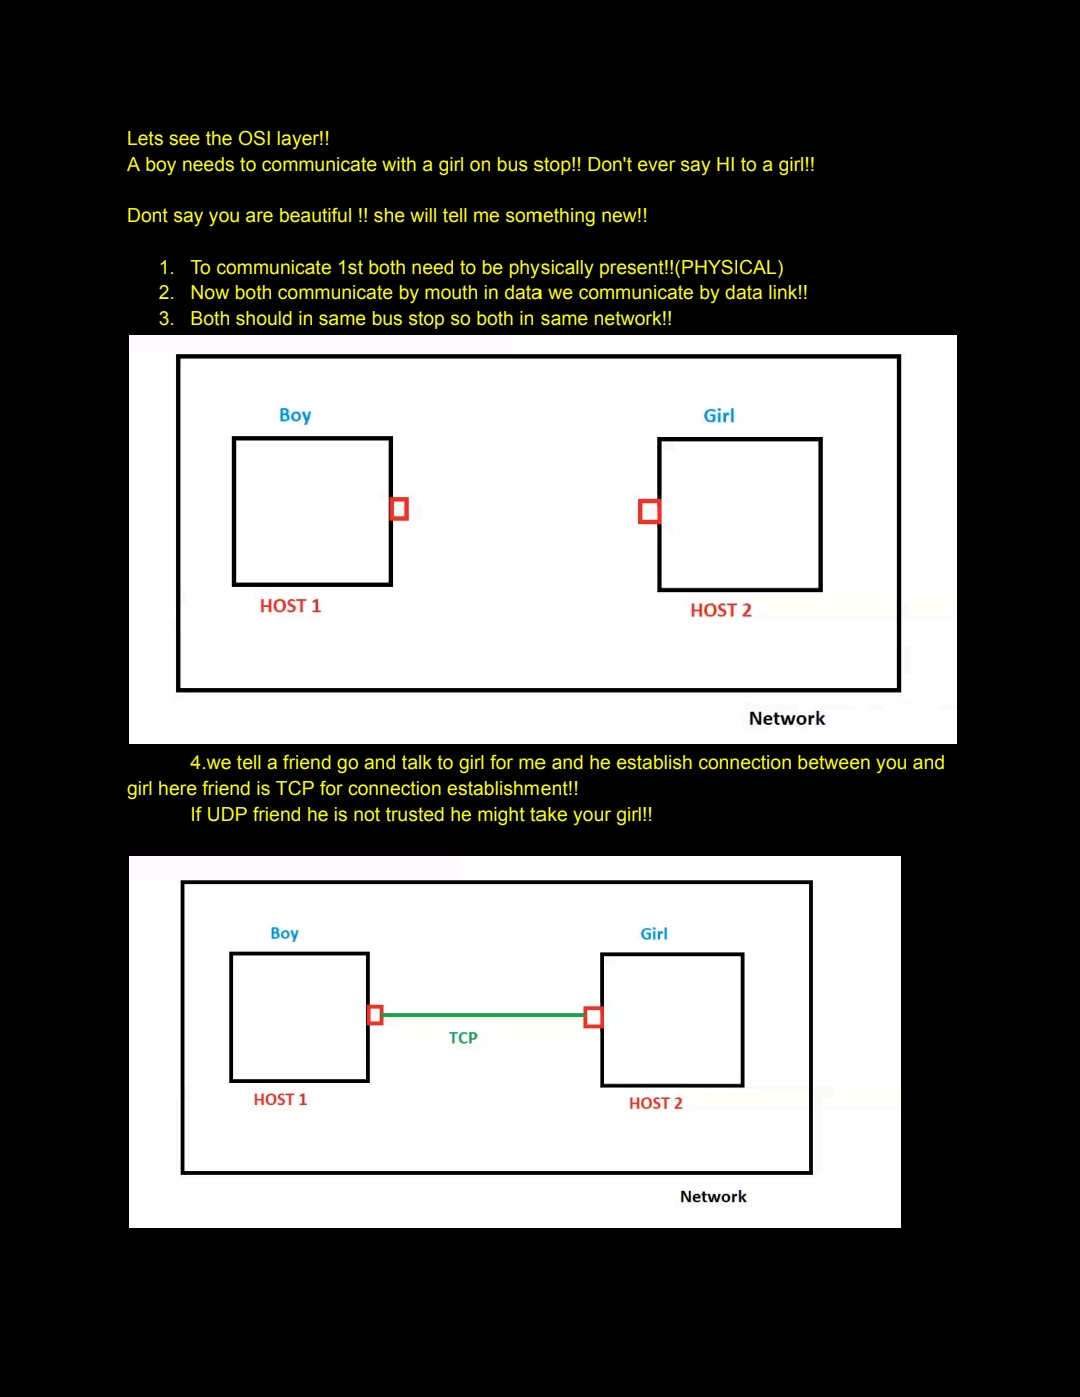 Lets see the OSI layer!!
A boy needs to communicate with a girl on bus stop!! Don't ever say HI to a girl!!
Dont say you are beautiful !! she will tell me something new!!
1. To communicate 1st both need to be physically present!!(PHYSICAL)
2. Now both communicate by mouth in data we communicate by data link!!
3. Both should in same bus stop so both in same network!!
Boy
Girl
HOST 1
HOST 2
Network
4.we tell a friend go and talk to girl for me and he establish connection between you and
girl here friend is TCP for connection establishment!!
If UDP friend he is not trusted he might take your girl!!
Boy
Girl
TCP
HOST 1
HOST 2
Network